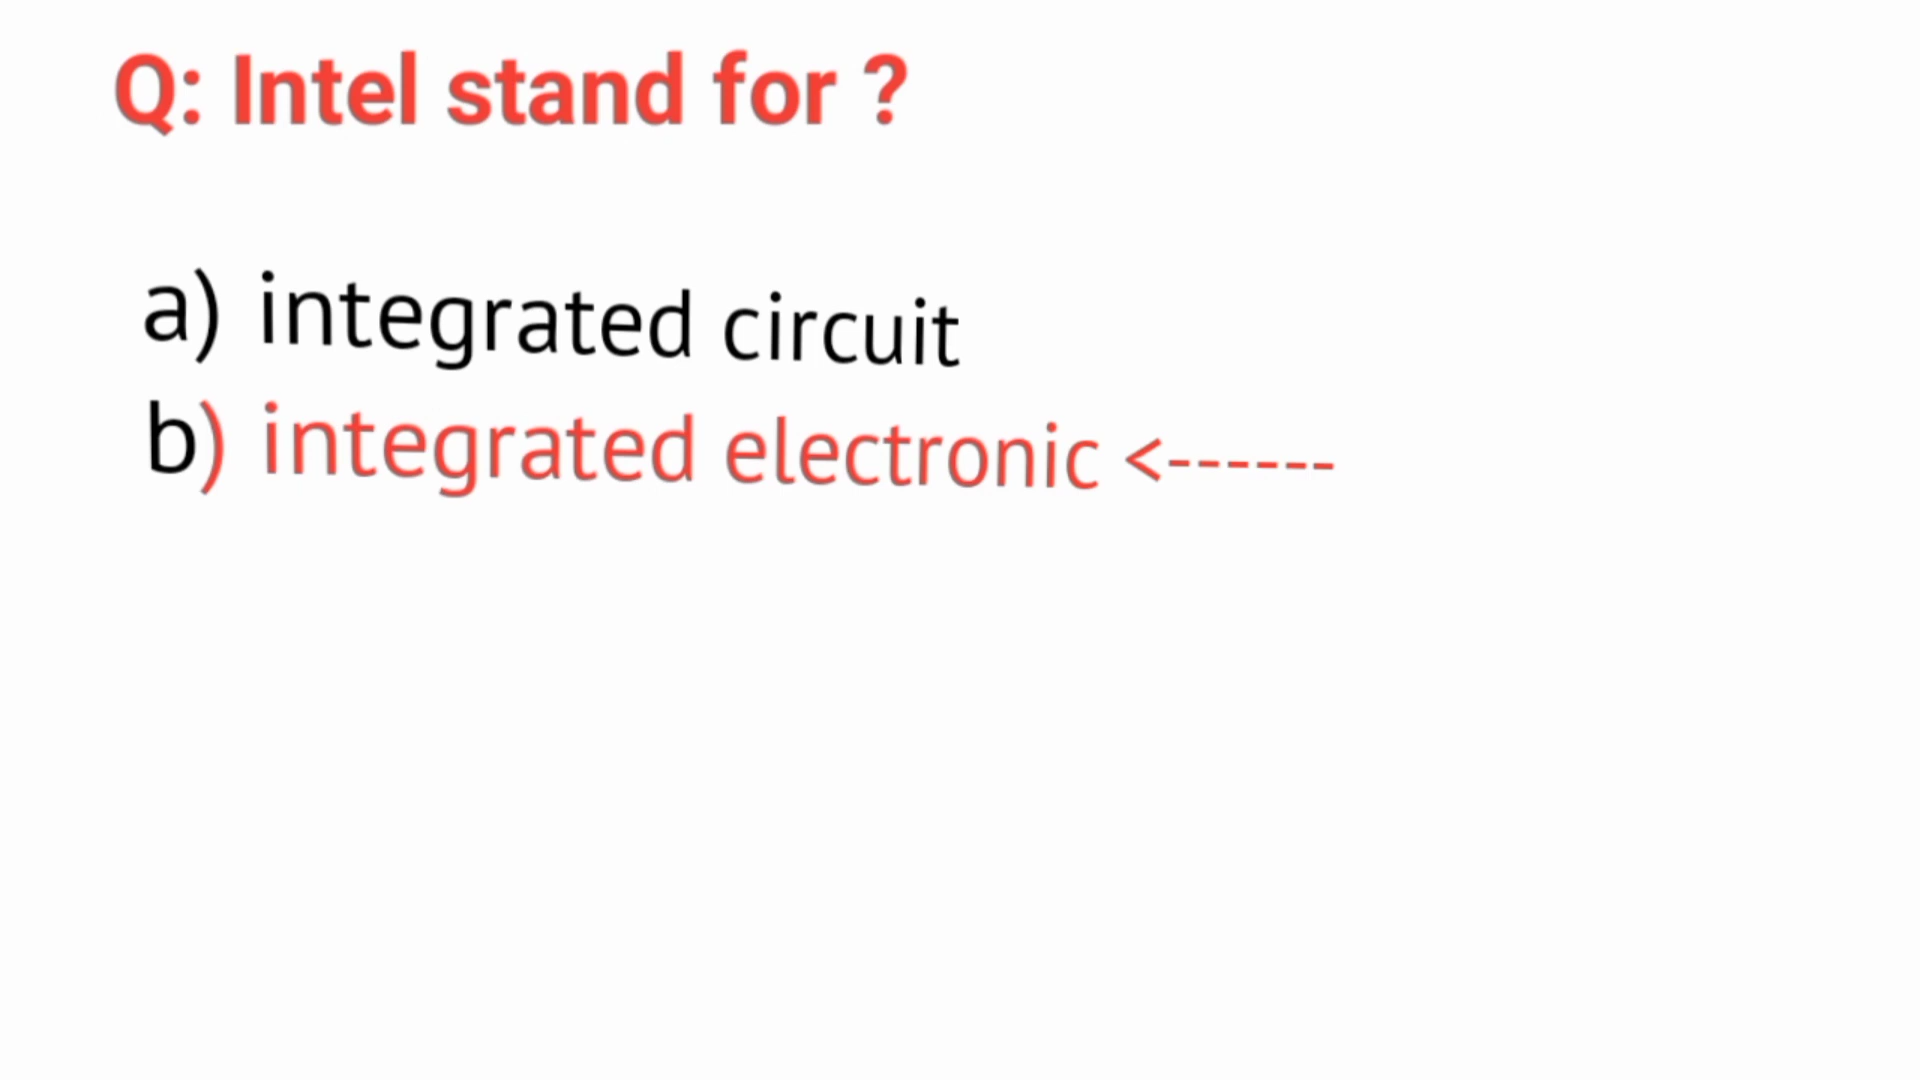 Q: Intel stand for ?
a) integrated circuit
b) integrated electronic <------